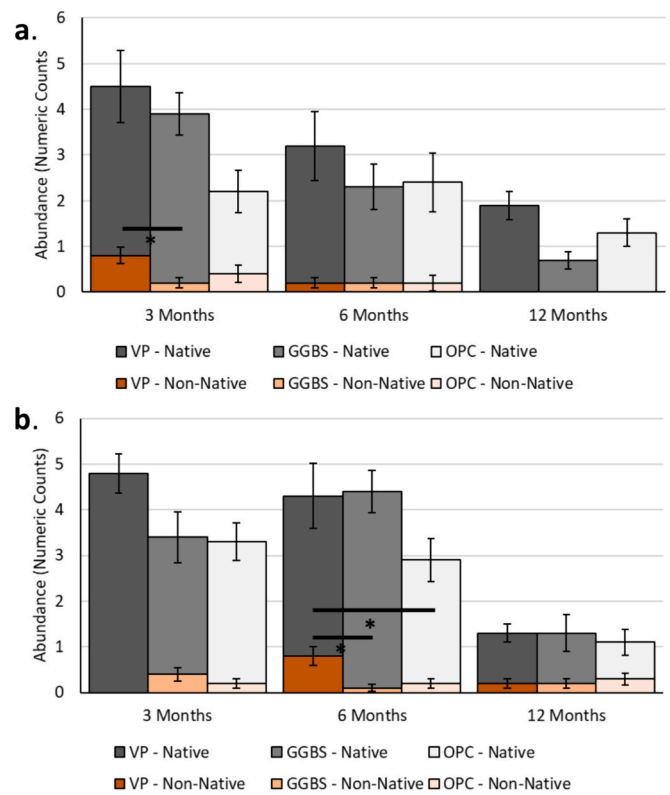 a.
Abundance (Numeric Counts)
6
5
4
3
2
1
0
*
3 Months 6 Months 12 Months
VP - Native GGBS - Native OPC - Native
VP - Non-Native GGBS - Non-Native OPC - Non-Native
b.
Abundance (Numeric Counts)
6
5
4
3
2
1
0
*
*
3 Months 6 Months 12 Months
VP - Native GGBS - Native OPC - Native
VP - Non-Native GGBS - Non-Native OPC - Non-Native